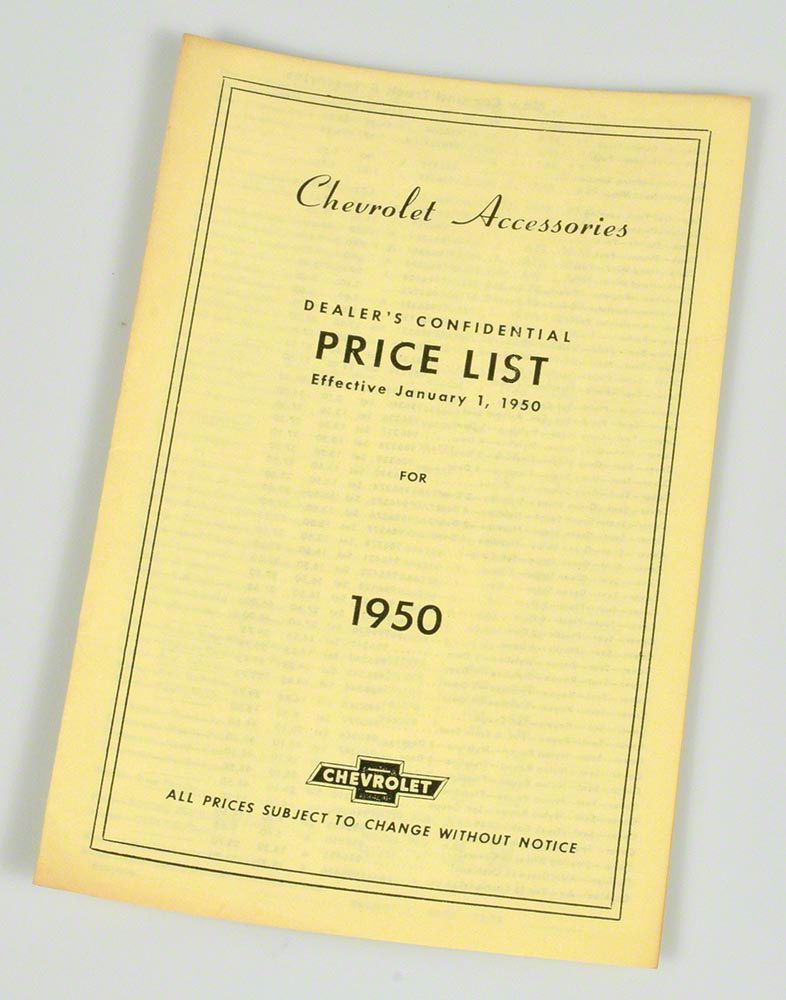 Chevrolet Accessories
DEALER'S CONFIDENTIAL
PRICE LIST
Effective January 1, 1950
FOR
1950
CHEVROLET
ALL PRICES SUBJECT TO CHANGE WITHOUT NOTICE